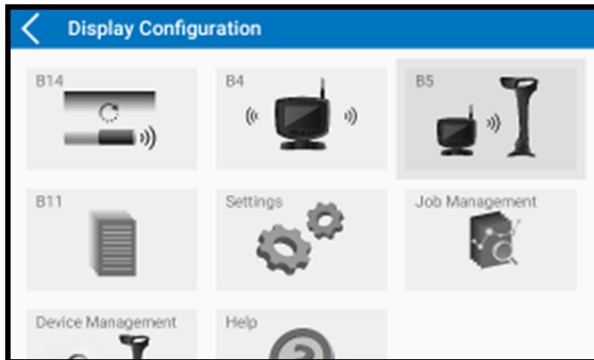 Display Configuration
B14
B4
B5
B11
Settings
Job Management
Device Management
Help